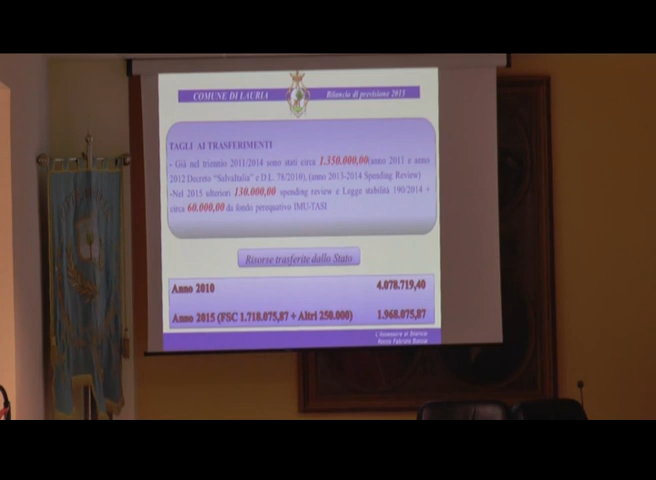 COMUNE DI LAURIA
Bilancio di previsione 2015
TAGLI AI TRASFERIMENTI
- Già nel triennio 2011/2014 sono stati circa 1.350.000,00(anno 2011 e anno
2012 Decreto "SalvaItalia" e D.L. 78/2010), (anno 2013-2014 Spending Review)
-Nel 2015 ulteriori 130.000,00 spending review e Legge stabilità 190/2014 +
circa 60.000,00 da fondo perequativo IMU-TASI
Risorse trasferite dallo Stato
Anno 2010 4.078.719,40
Anno 2015 (FSC 1.718.075,87 + Altri 250.000) 1.968.075,87
L'Assessore al Bilancio